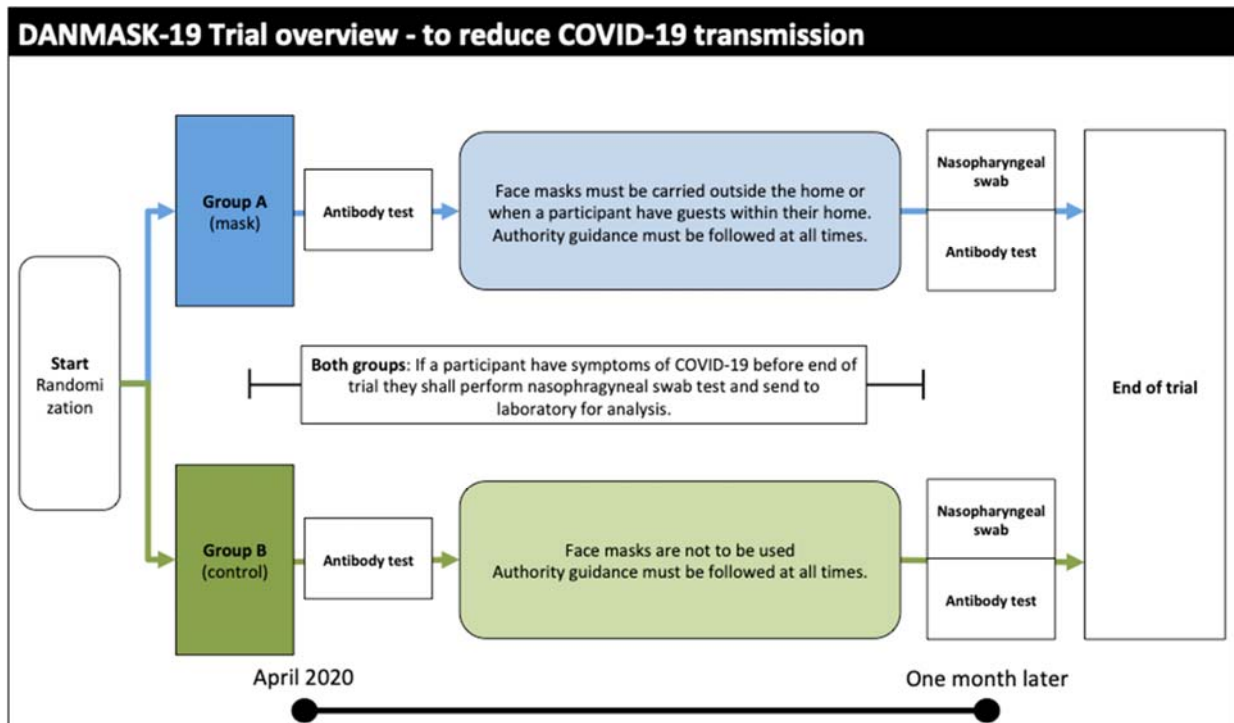 DANMASK-19 Trial overview - to reduce COVID-19 transmission
Start
Randomi
zation
Group A
(mask)
Antibody test
Face masks must be carried outside the home or
when a participant have guests within their home.
Authority guidance must be followed at all times.
Nasopharyngeal
swab
Antibody test
Both groups: If a participant have symptoms of COVID-19 before end of
trial they shall perform nasophragyneal swab test and send to
laboratory for analysis.
End of trial
Group B
(control)
Antibody test
Face masks are not to be used
Authority guidance must be followed at all times.
Nasopharyngeal
swab
Antibody test
April 2020
One month later